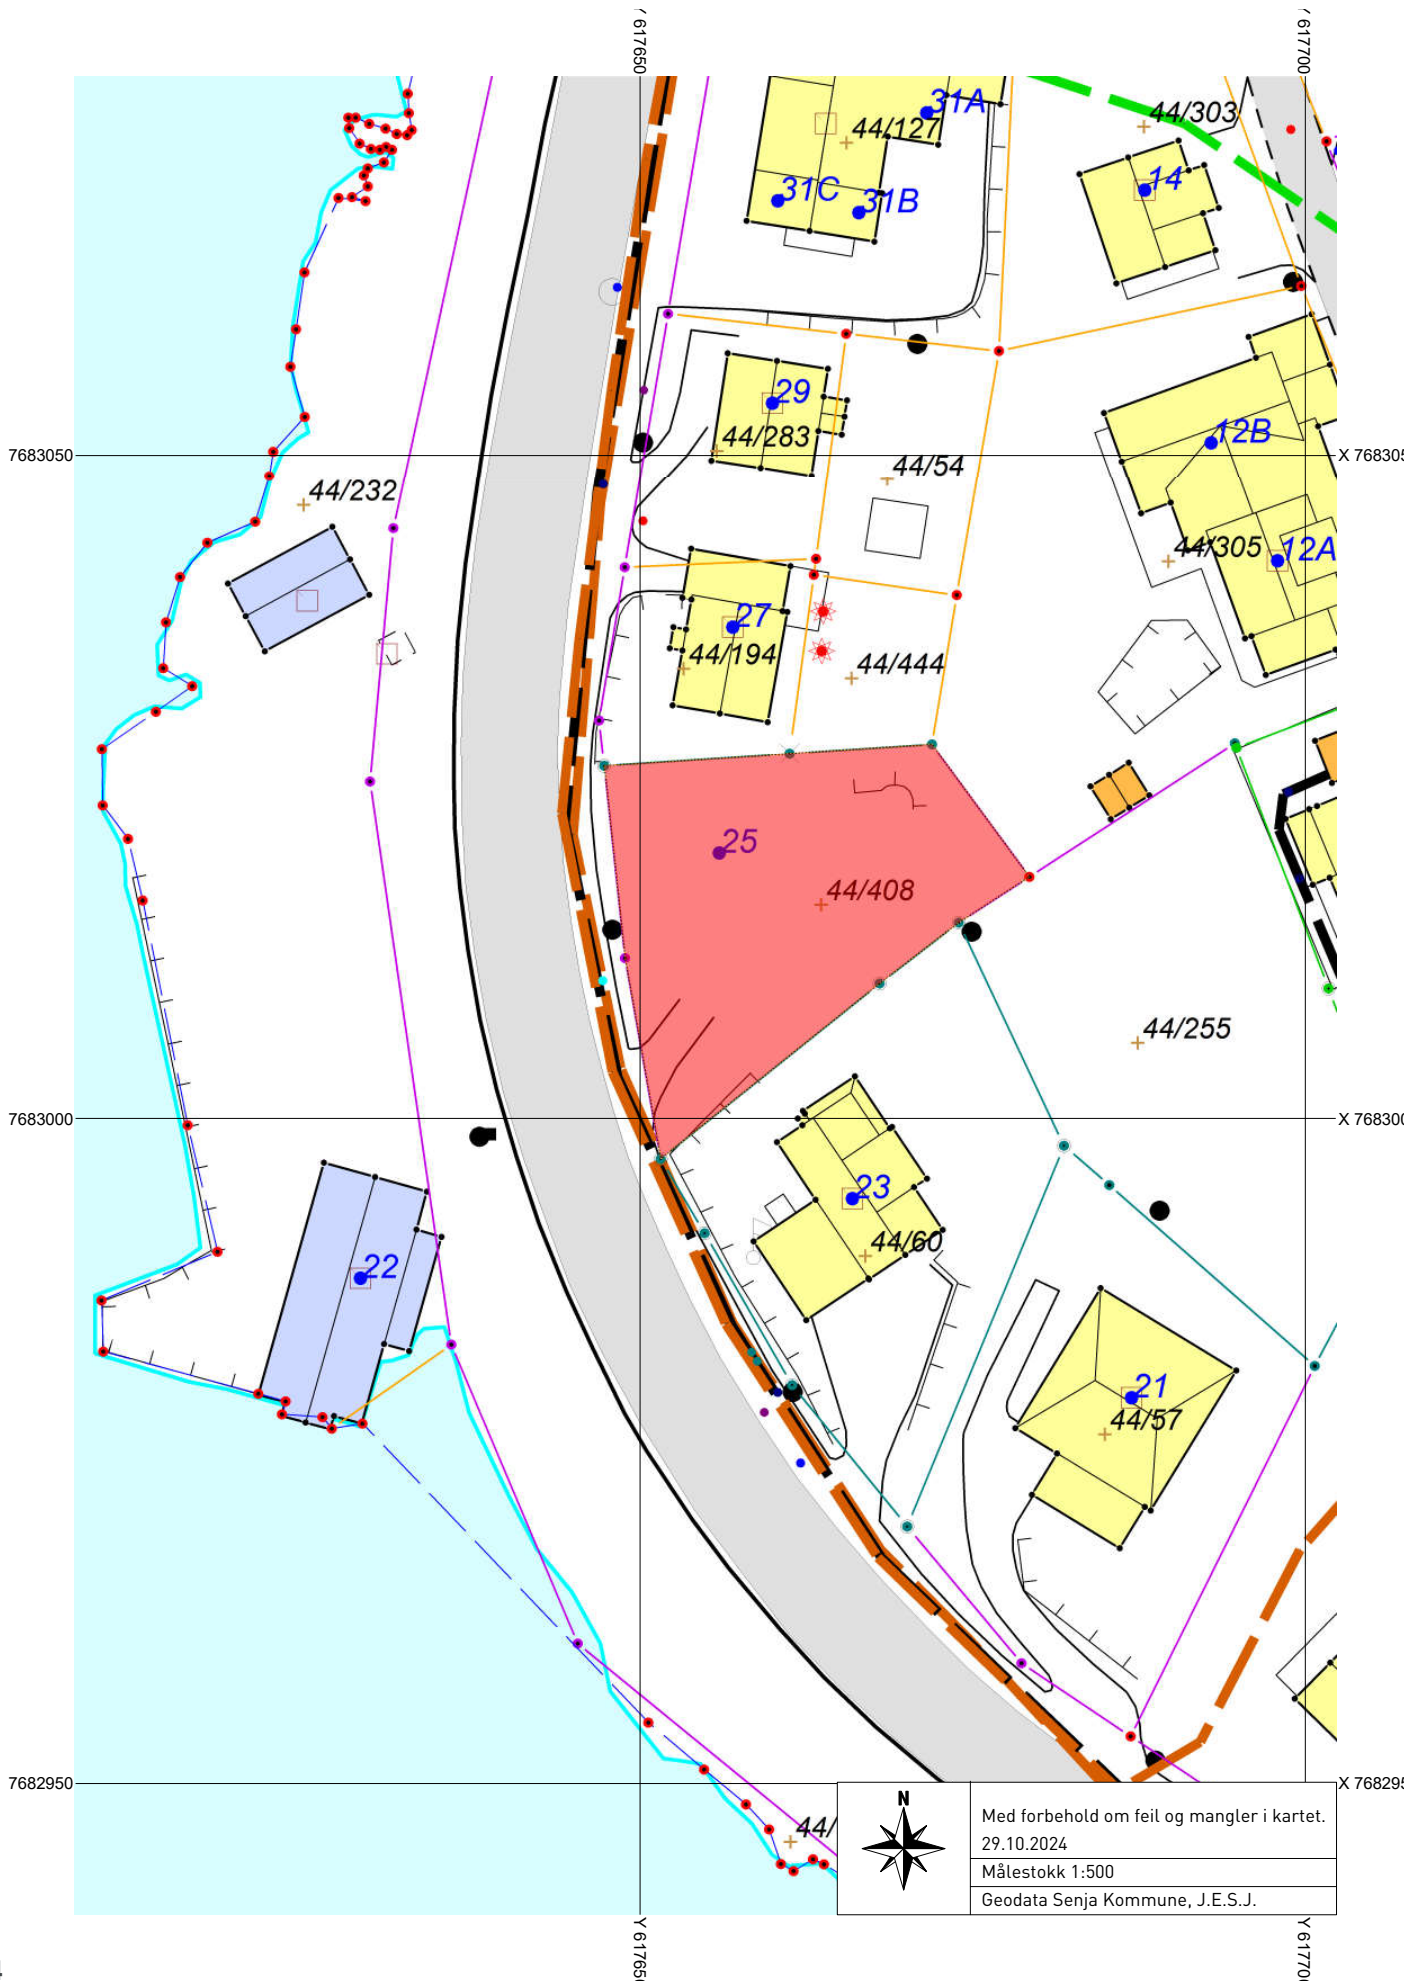 Y 617650
Y 617700
31A
44/127
44/303
14
31C
31B
29
44/283
12B
7683050
X 768305
44/54
44/232
44/305
12A
27
44/194
44/444
25
44/408
44/255
7683000
X 768300
23
44/60
22
21
44/57
7682950
X 768295
N
Med forbehold om feil og mangler i kartet.
29.10.2024
44/
Målestokk 1:500
Geodata Senja Kommune, J.E.S.J.
Y 617650
Y 617700